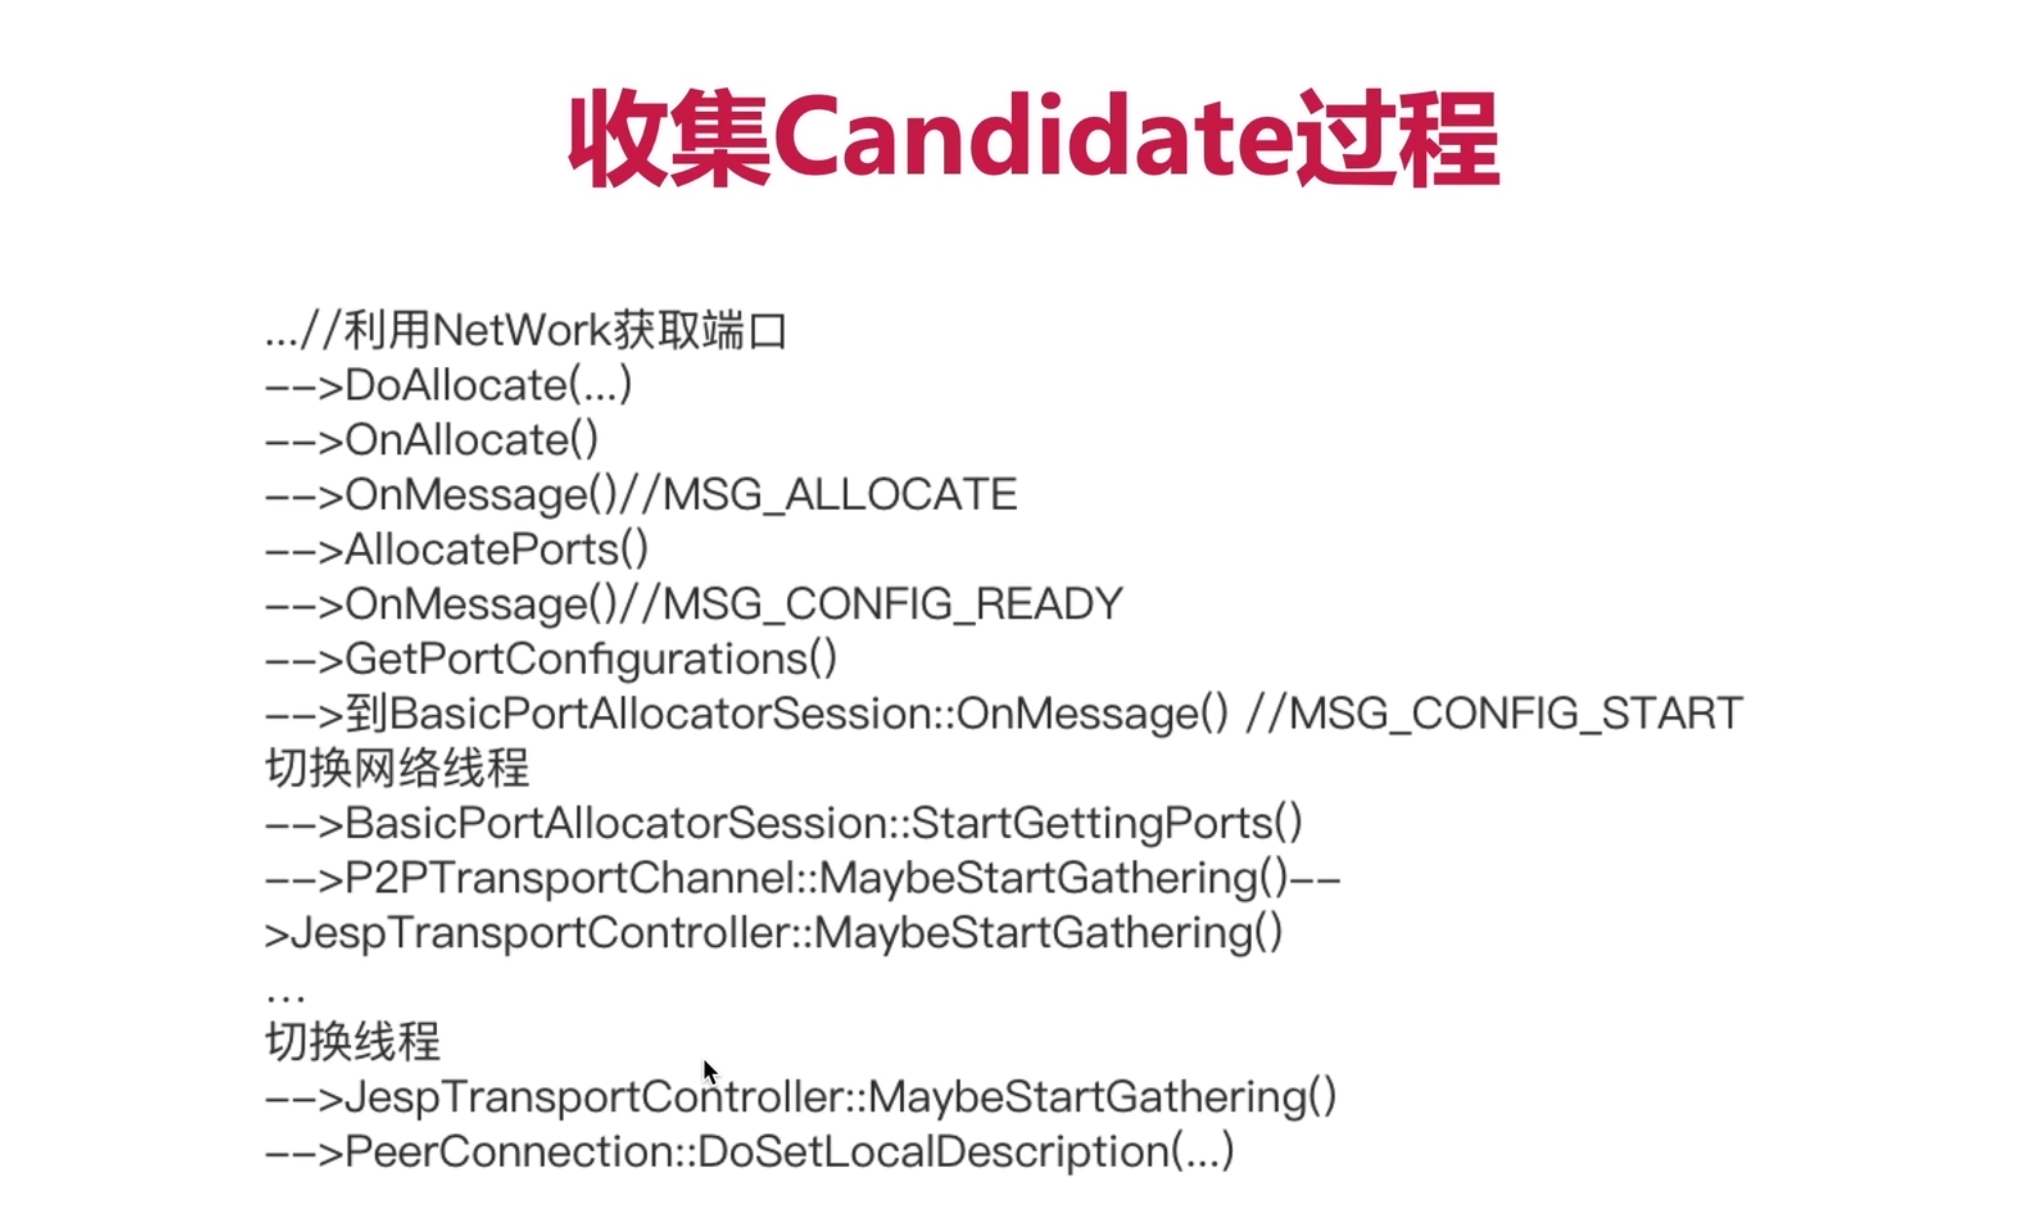 收集Candidate过程
...//利用NetWork获取端口
-->DoAllocate(...)
-->OnAllocate()
-->OnMessage()//MSG_ALLOCATE
-->AllocatePorts()
-->OnMessage()//MSG_CONFIG_READY
-->GetPortConfigurations()
-->到BasicPortAllocatorSession::OnMessage() //MSG_CONFIG_START
切换网络线程
-->BasicPortAllocatorSession::StartGettingPorts()
-->P2PTransportChannel::MaybeStartGathering()--
>JespTransportController::MaybeStartGathering()
...
切换线程
-->JespTransportController::MaybeStartGathering()
-->PeerConnection::DoSetLocalDescription(...)